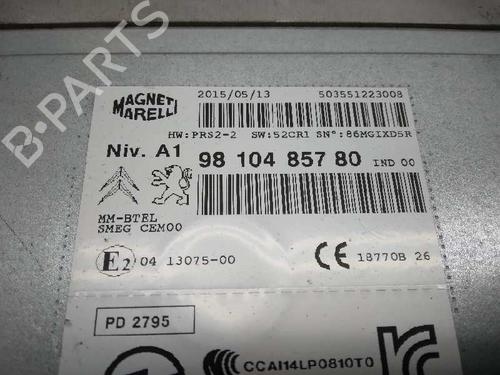 B-PARTS
MAGNETI MARELLI
2015/05/13 503551223008
HW:PRS2-2 SW:52CR1 SN°:86MGIXD5R
Niv. A1 98 104 857 80 IND 00
MM-BTEL
SMEG CEM00
E2 04 13075-00 CE 18770B 26
PD 2795
CCAI14LP0810T0